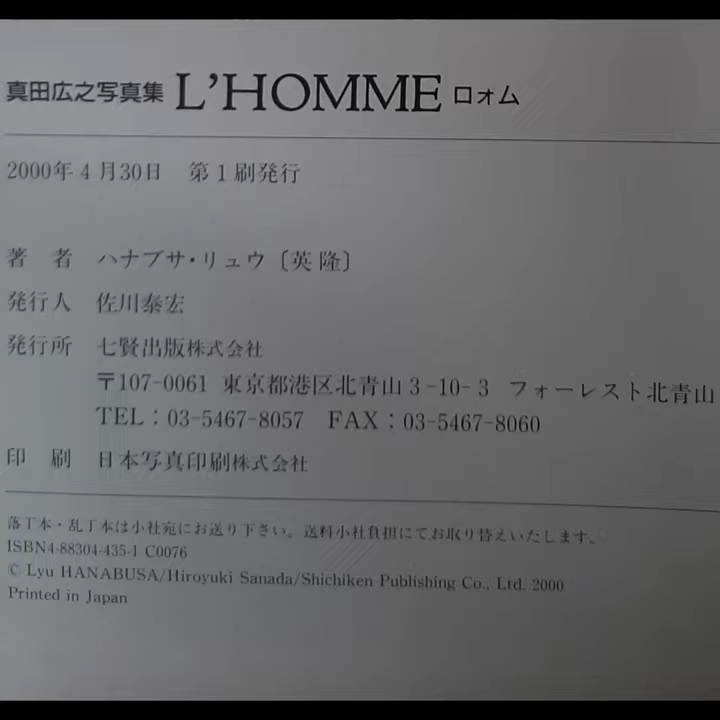 真田広之写真集 L'HOMME ロォム
2000年4月30日 第1刷発行
著 者 ハナブサ・リュウ〔英 隆〕
発行人 佐川泰宏
発行所 七賢出版株式会社
〒107-0061 東京都港区北青山3-10-3 フォーレスト北青山
TEL：03-5467-8057 FAX：03-5467-8060
印 刷 日本写真印刷株式会社
落丁本・乱丁本は小社宛にお送り下さい。送料小社負担にてお取り替えいたします。
ISBN4-88304-435-1 C0076
© Lyu HANABUSA/Hiroyuki Sanada/Shichiken Publishing Co., Ltd. 2000
Printed in Japan